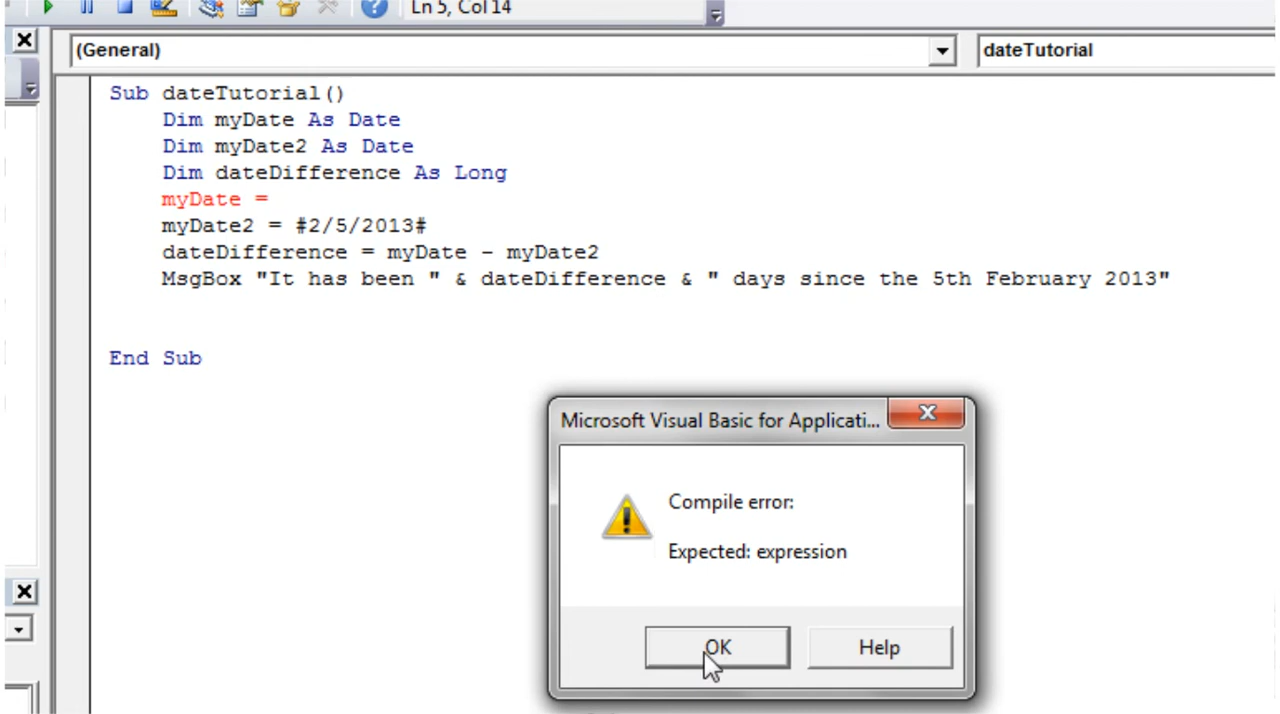 Ln 5, Col 14
(General)
dateTutorial
Sub dateTutorial()
Dim myDate As Date
Dim myDate2 As Date
Dim dateDifference As Long
myDate =
myDate2 = #2/5/2013#
dateDifference = myDate - myDate2
MsgBox "It has been " & dateDifference & " days since the 5th February 2013"
End Sub
Microsoft Visual Basic for Applicati...
Compile error:
Expected: expression
OK
Help